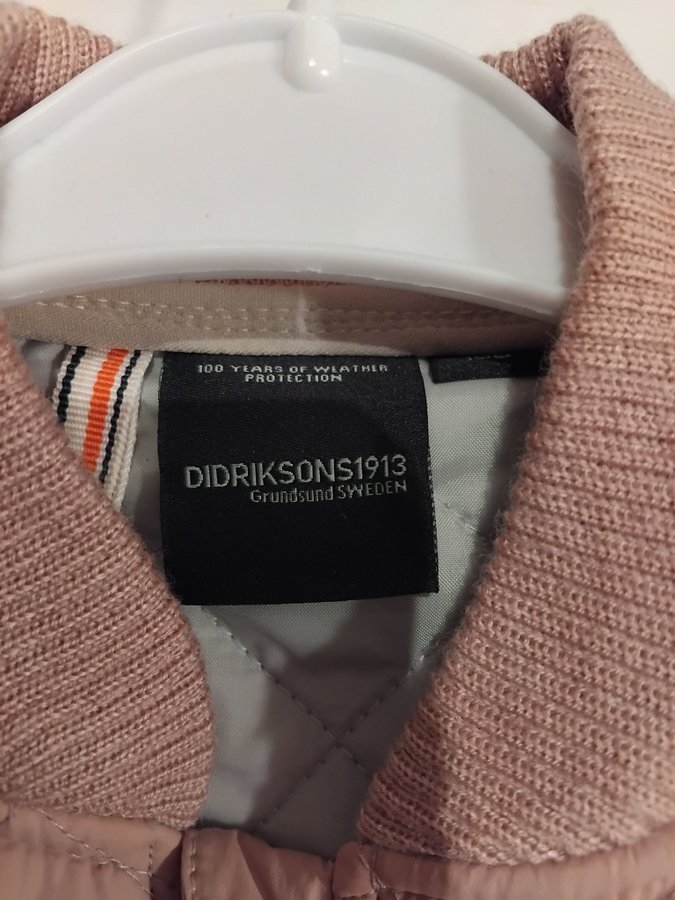 100 YEARS OF WEATHER
PROTECTION
DIDRIKSONS1913
Grundsund SWEDEN